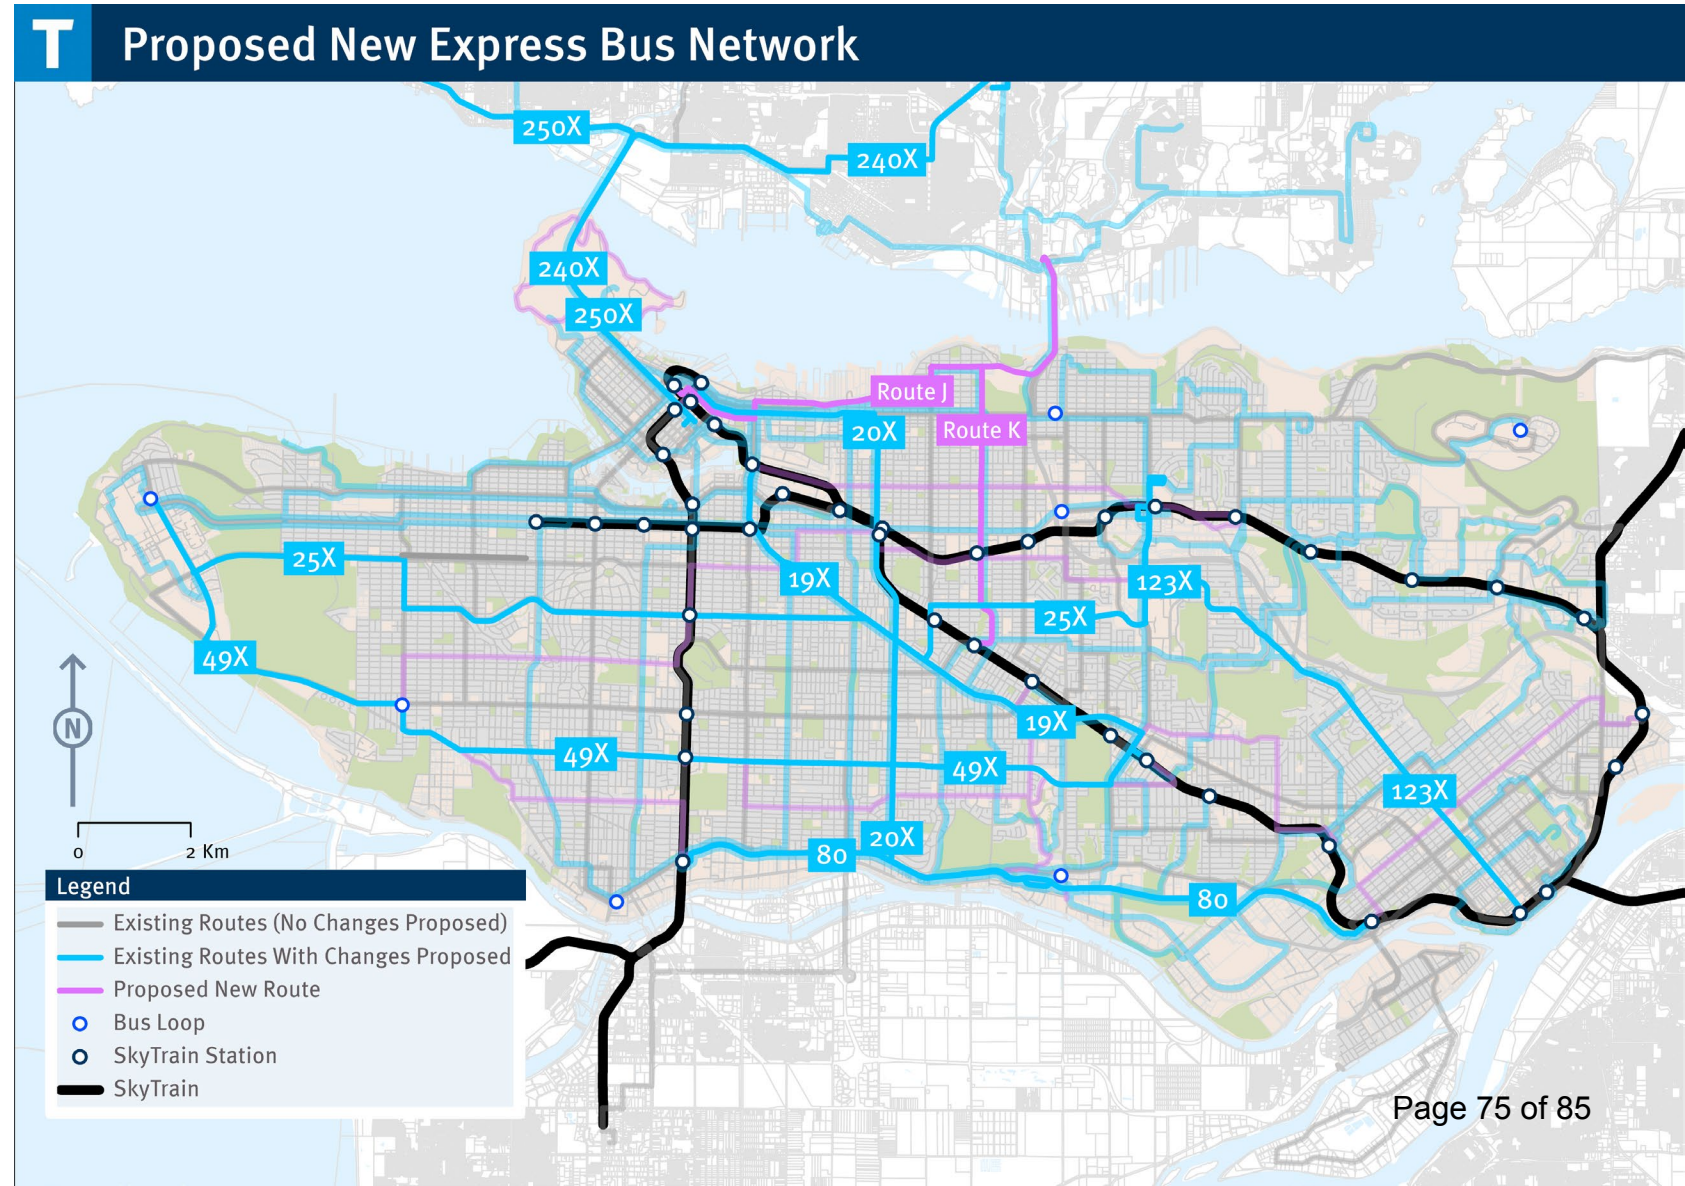 T
Proposed New Express Bus Network
250X
240X
240X
250X
Route J
20X
Route K
25X
19X
123X
25X
49X
19X
49X
49X
123X
20X
80
80
N
0 2 Km
Legend
Existing Routes (No Changes Proposed)
Existing Routes With Changes Proposed
Proposed New Route
Bus Loop
SkyTrain Station
SkyTrain
Page 75 of 85